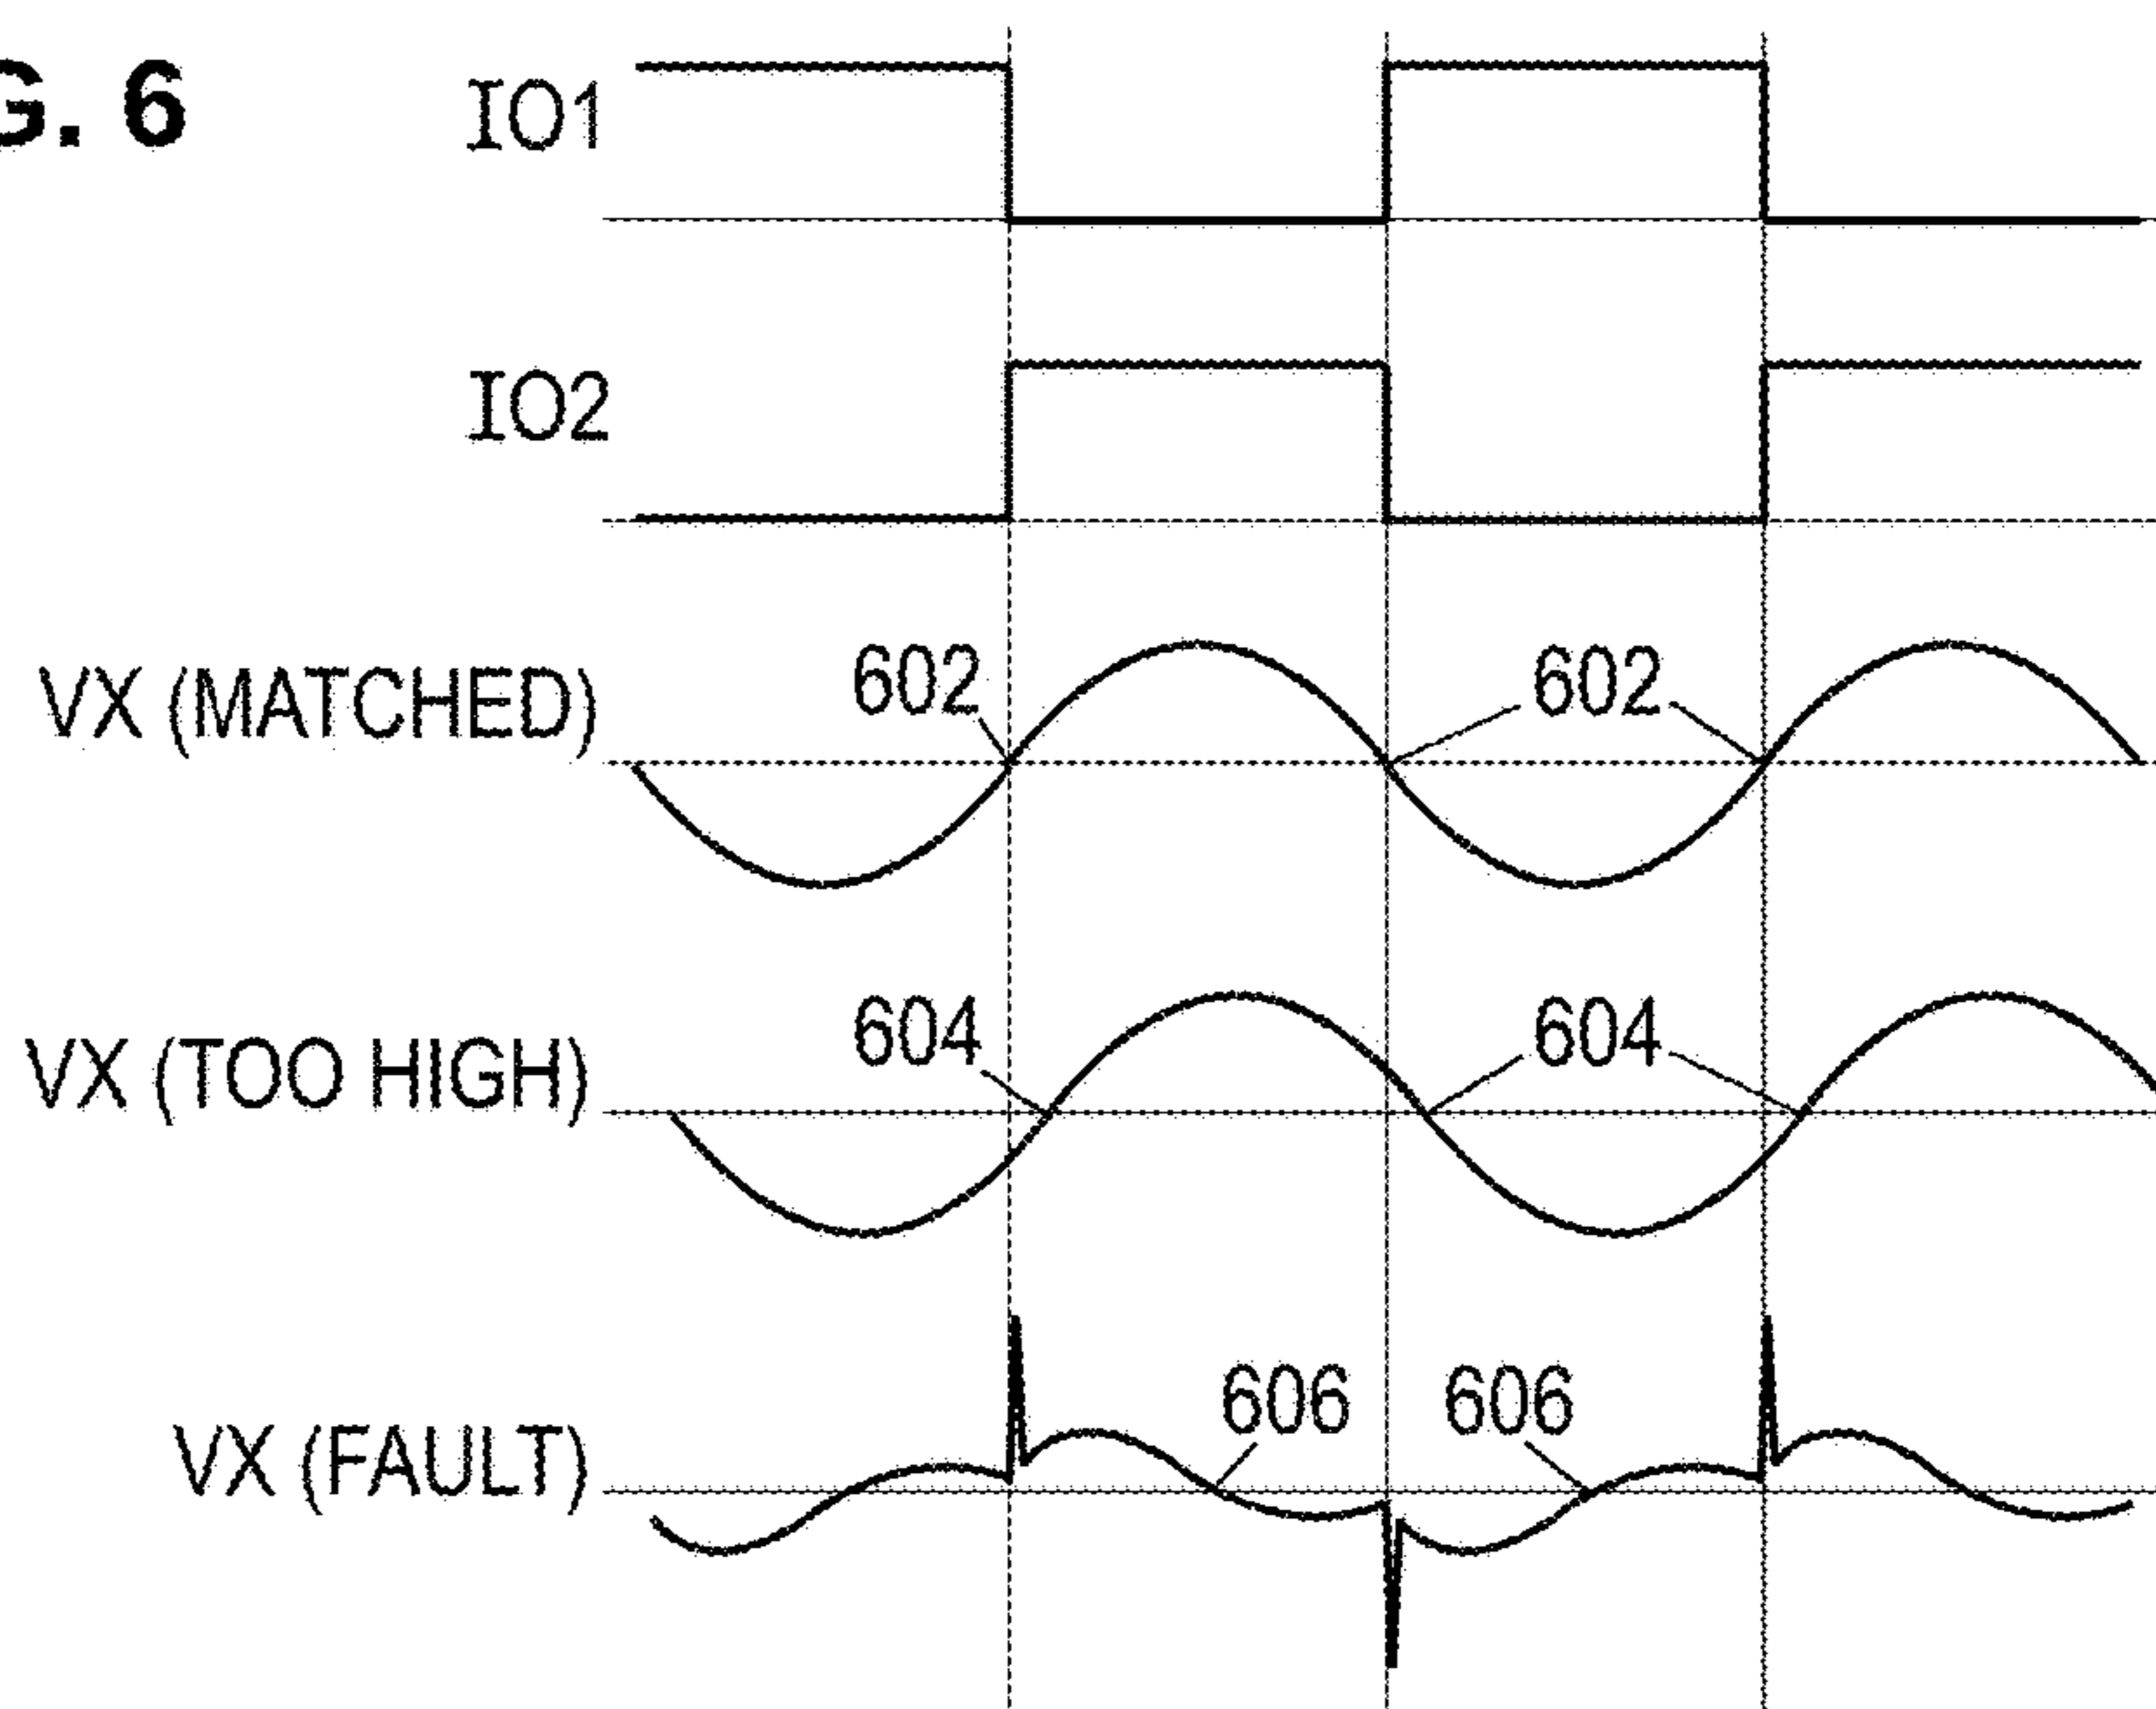 G. 6
IO1
IO2
VX (MATCHED)
602
602
VX (TOO HIGH)
604
604
VX (FAULT)
606
606